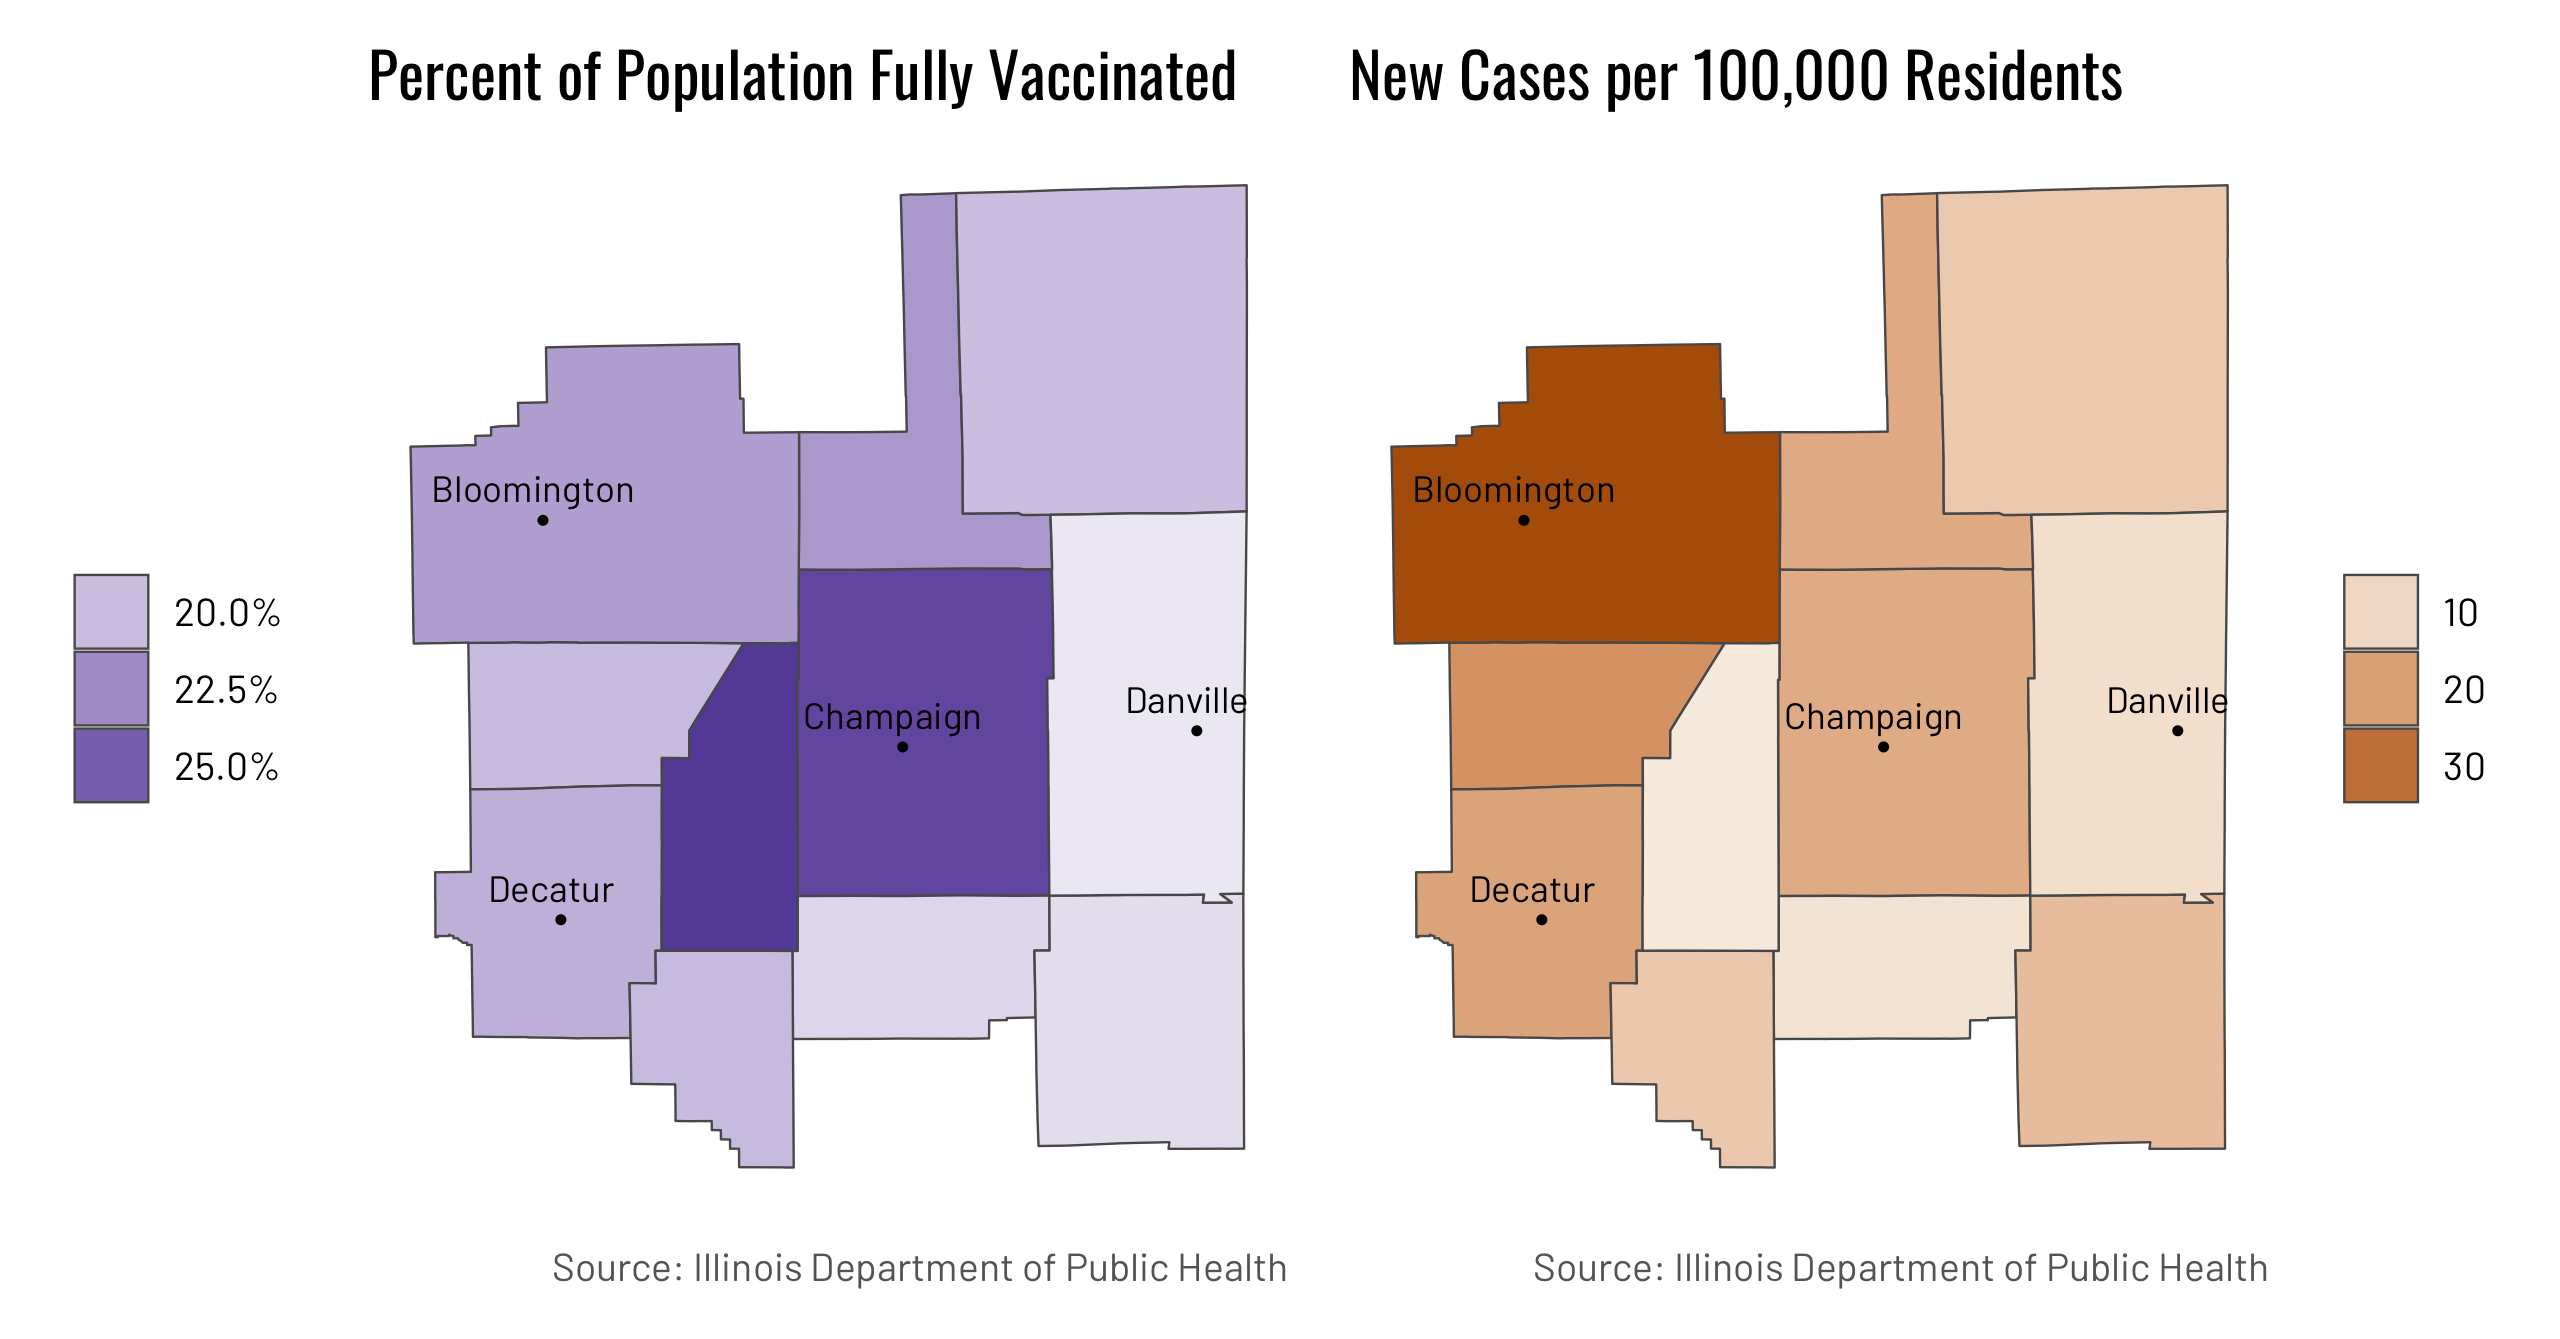 Percent of Population Fully Vaccinated
Bloomington
Champaign
Danville
Decatur
20.0%
22.5%
25.0%
Source: Illinois Department of Public Health
New Cases per 100,000 Residents
Bloomington
Champaign
Danville
Decatur
10
20
30
Source: Illinois Department of Public Health